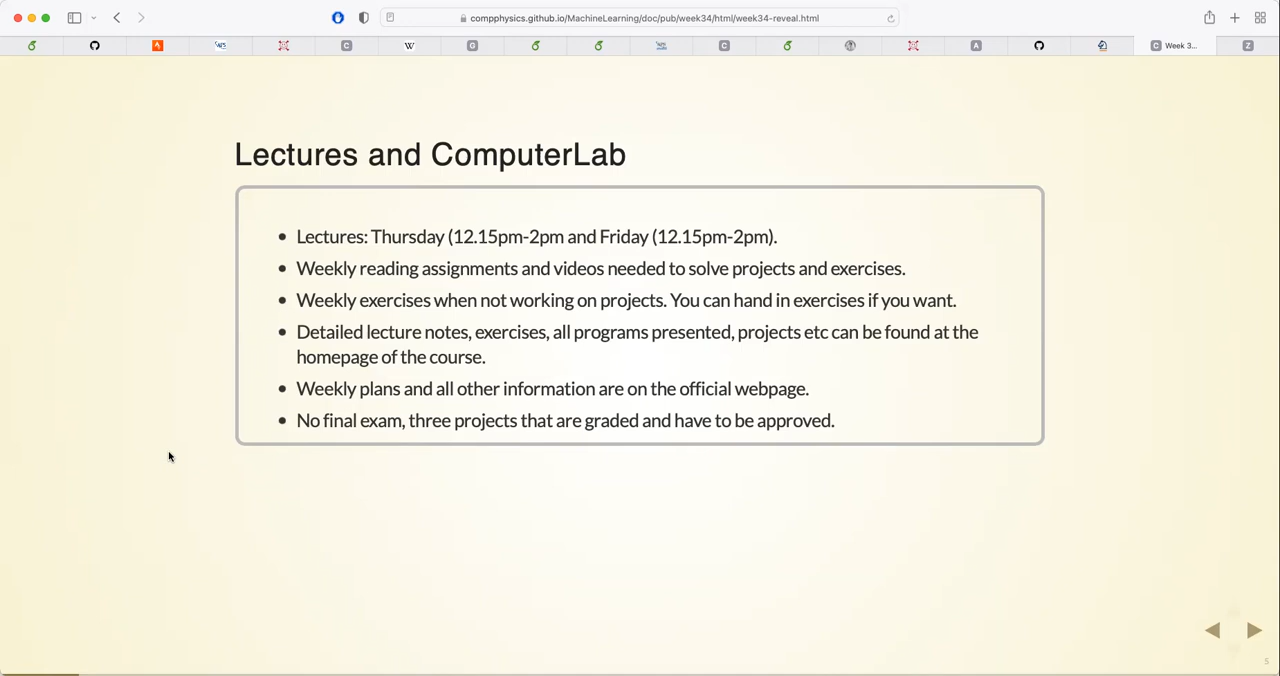 compphysics.github.io/MachineLearning/doc/pub/week34/html/week34-reveal.html
W
C
G
C
A
C Week 3...
Z
Lectures and ComputerLab
• Lectures: Thursday (12.15pm-2pm and Friday (12.15pm-2pm).
• Weekly reading assignments and videos needed to solve projects and exercises.
• Weekly exercises when not working on projects. You can hand in exercises if you want.
• Detailed lecture notes, exercises, all programs presented, projects etc can be found at the
homepage of the course.
• Weekly plans and all other information are on the official webpage.
• No final exam, three projects that are graded and have to be approved.
5